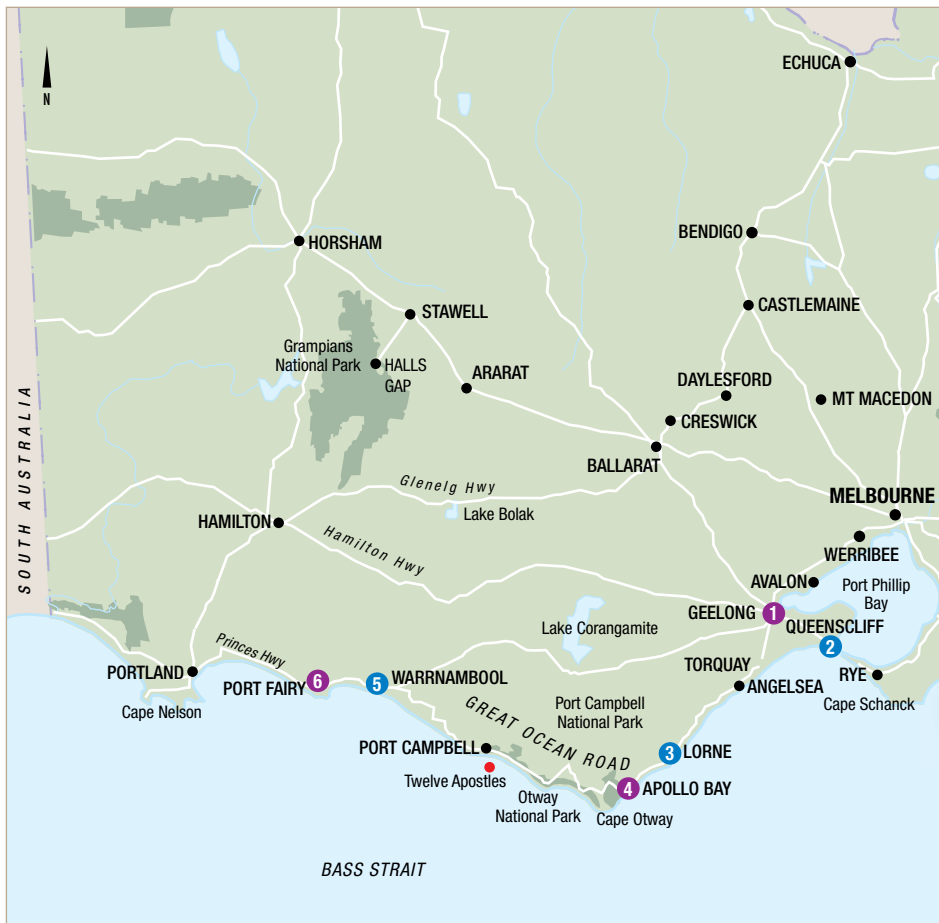 ECHUCA
N
BENDIGO
HORSHAM
CASTLEMAINE
STAWELL
Grampians
National Park
HALLS
GAP
ARARAT
DAYLESFORD
MT MACEDON
CRESWICK
BALLARAT
SOUTH AUSTRALIA
Glenelg Hwy
Lake Bolak
MELBOURNE
HAMILTON
Hamilton Hwy
WERRIBEE
AVALON
Port Phillip
Bay
GEELONG 1
QUEENSCLIFF
2
Lake Corangamite
Princes Hwy
PORTLAND
PORT FAIRY 6
5 WARRNAMBOOL
TORQUAY
ANGELSEA
RYE
Cape Schanck
Cape Nelson
Port Campbell
National Park
GREAT OCEAN ROAD
PORT CAMPBELL
3 LORNE
Twelve Apostles
4 APOLLO BAY
Otway
National Park
Cape Otway
BASS STRAIT